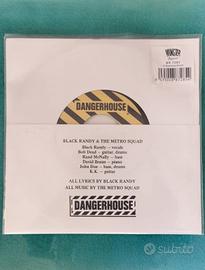 DANGERHOUSE
BLACK RANDY & THE METRO SQUAD
Black Randy — vocals
Bob Dead — guitar, drums
Rand McNally — bass
David Brown — piano
John Doe — bass, drums
K.K. — guitar
ALL LYRICS BY BLACK RANDY
ALL MUSIC BY THE METRO SQUAD
DANGERHOUSE
subito